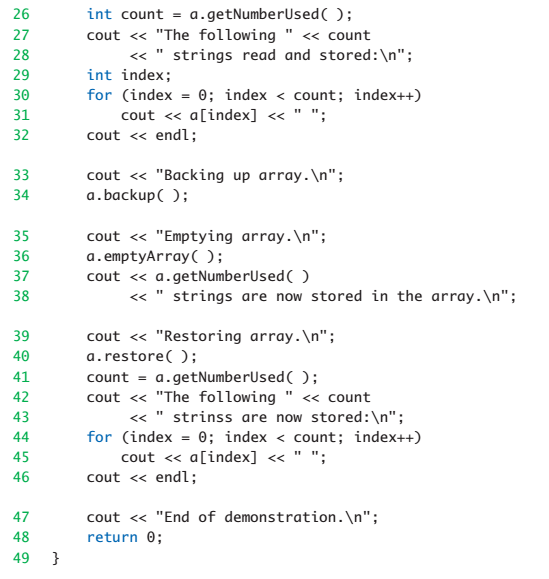 26 int count = a.getNumberUsed( );
27 cout << "The following " << count
28 << " strings read and stored:\n";
29 int index;
30 for (index = 0; index < count; index++)
31 cout << a[index] << " ";
32 cout << endl;
33 cout << "Backing up array.\n";
34 a.backup( );
35 cout << "Emptying array.\n";
36 a.emptyArray( );
37 cout << a.getNumberUsed( )
38 << " strings are now stored in the array.\n";
39 cout << "Restoring array.\n";
40 a.restore( );
41 count = a.getNumberUsed( );
42 cout << "The following " << count
43 << " strinss are now stored:\n";
44 for (index = 0; index < count; index++)
45 cout << a[index] << " ";
46 cout << endl;
47 cout << "End of demonstration.\n";
48 return 0;
49 }